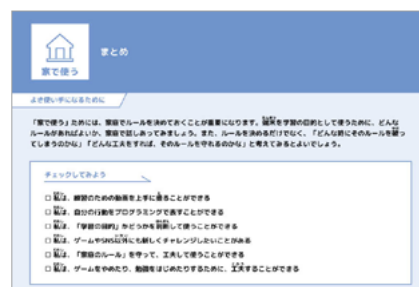 まとめ
家で使う
よき使い手になるために
「家で使う」ためには、家庭でルールを決めておくことが重要になります。端末を学習の目的として使うために、どんな
ルールがあればよいか、家庭で話しあってみましょう。また、ルールを決めるだけでなく、「どんな時にそのルールを破っ
てしまうのかな」「どんな工夫をすれば、そのルールを守れるのかな」と考えてみるとよいでしょう。
チェックしてみよう
□私は、練習のための動画を上手に撮ることができる
□私は、自分の行動をプログラミングで表すことができる
□私は、「学習の目的」かどうかを判断して使うことができる
□私は、ゲームやSNS以外にも新しくチャレンジしたいことがある
□私は、「家庭のルール」を守って、工夫して使うことができる
□私は、ゲームをやめたり、勉強をはじめたりするために、工夫することができる